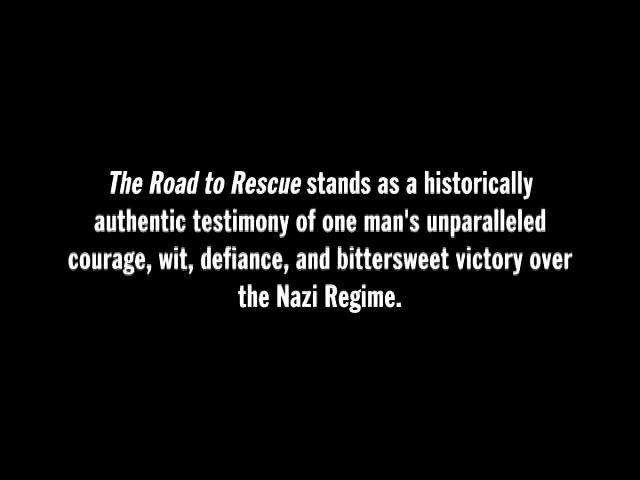 The Road to Rescue stands as a historically
authentic testimony of one man's unparalleled
courage, wit, defiance, and bittersweet victory over
the Nazi Regime.